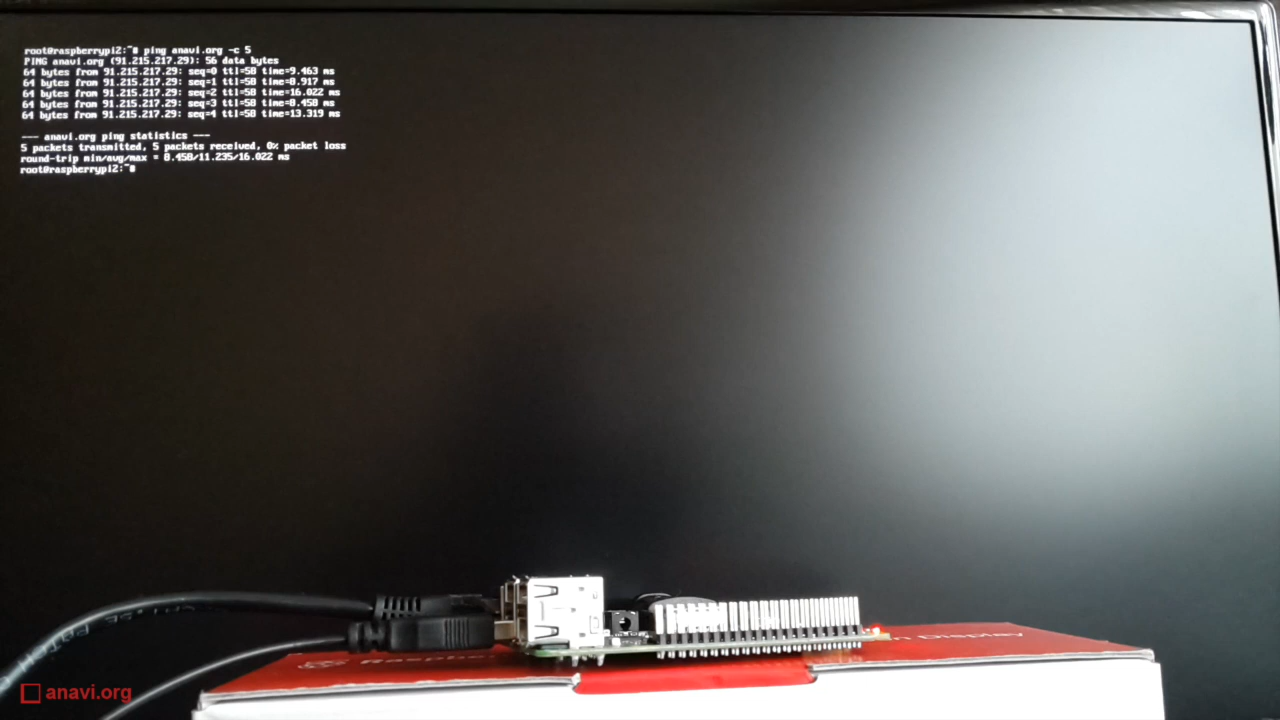 root@raspberrypi2:~# ping anavi.org -c 5
PING anavi.org (91.215.217.29): 56 data bytes
64 bytes from 91.215.217.29: seq=0 ttl=58 time=9.463 ms
64 bytes from 91.215.217.29: seq=1 ttl=58 time=8.917 ms
64 bytes from 91.215.217.29: seq=2 ttl=58 time=16.022 ms
64 bytes from 91.215.217.29: seq=3 ttl=58 time=8.458 ms
64 bytes from 91.215.217.29: seq=4 ttl=58 time=13.319 ms
--- anavi.org ping statistics ---
5 packets transmitted, 5 packets received, 0% packet loss
round-trip min/avg/max = 8.458/11.235/16.022 ms
root@raspberrypi2:~#
Display
anavi.org